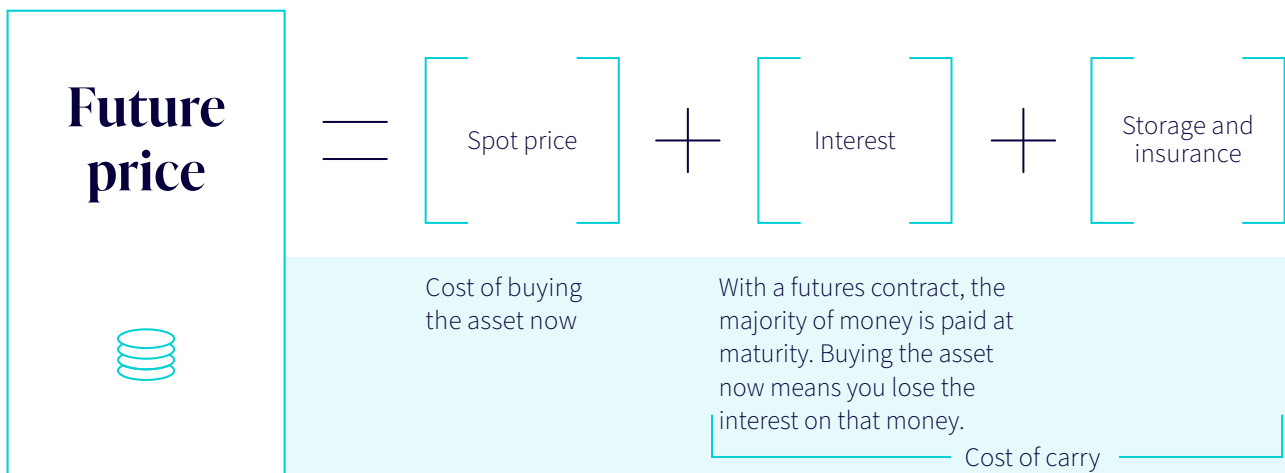 Future
price
=
Spot price
+
Interest
+
Storage and
insurance
Cost of buying
the asset now
With a futures contract, the
majority of money is paid at
maturity. Buying the asset
now means you lose the
interest on that money.
Cost of carry